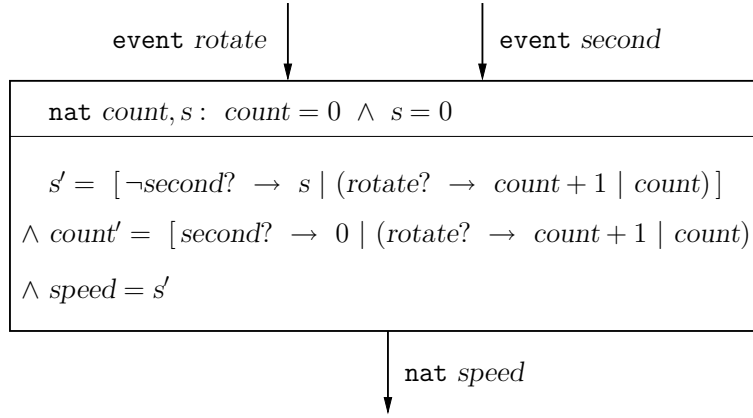 event rotate
event second
nat count, s : count = 0 ∧ s = 0
s′ = [ ¬second? → s | (rotate? → count + 1 | count) ]
∧ count′ = [ second? → 0 | (rotate? → count + 1 | count)
∧ speed = s′
nat speed